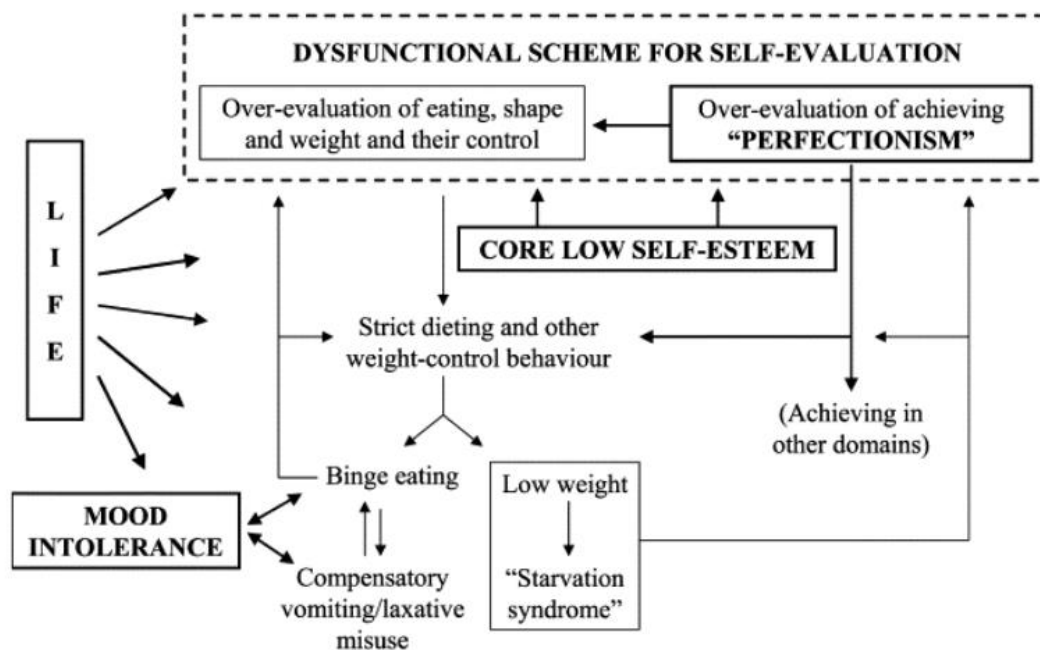 DYSFUNCTIONAL SCHEME FOR SELF-EVALUATION
Over-evaluation of eating, shape
and weight and their control
Over-evaluation of achieving
“PERFECTIONISM”
L
I
F
E
CORE LOW SELF-ESTEEM
Strict dieting and other
weight-control behaviour
(Achieving in
other domains)
Binge eating
Low weight
MOOD
INTOLERANCE
Compensatory
vomiting/laxative
misuse
“Starvation
syndrome”